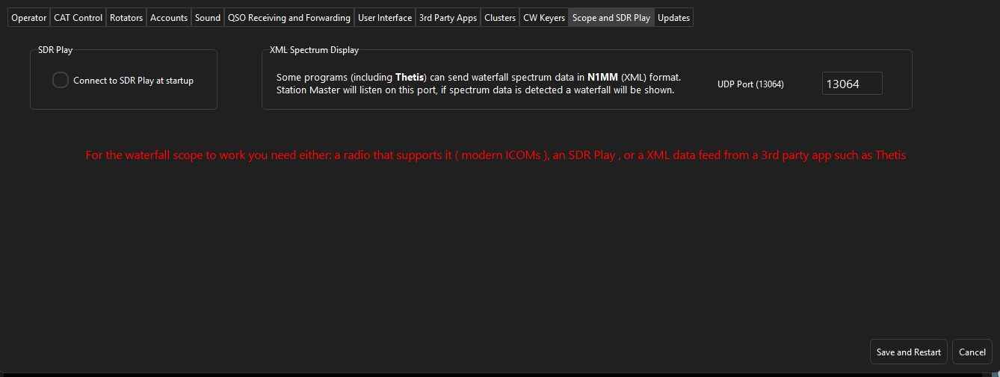 Operator CAT Control Rotators Accounts Sound QSO Receiving and Forwarding User Interface 3rd Party Apps Clusters CW Keyers Scope and SDR Play Updates
SDR Play
Connect to SDR Play at startup
XML Spectrum Display
Some programs (including Thetis) can send waterfall spectrum data in N1MM (XML) format.
Station Master will listen on this port, if spectrum data is detected a waterfall will be shown.
UDP Port (13064)
13064
For the waterfall scope to work you need either: a radio that supports it ( modern ICOMs ), an SDR Play , or a XML data feed from a 3rd party app such as Thetis
Save and Restart Cancel